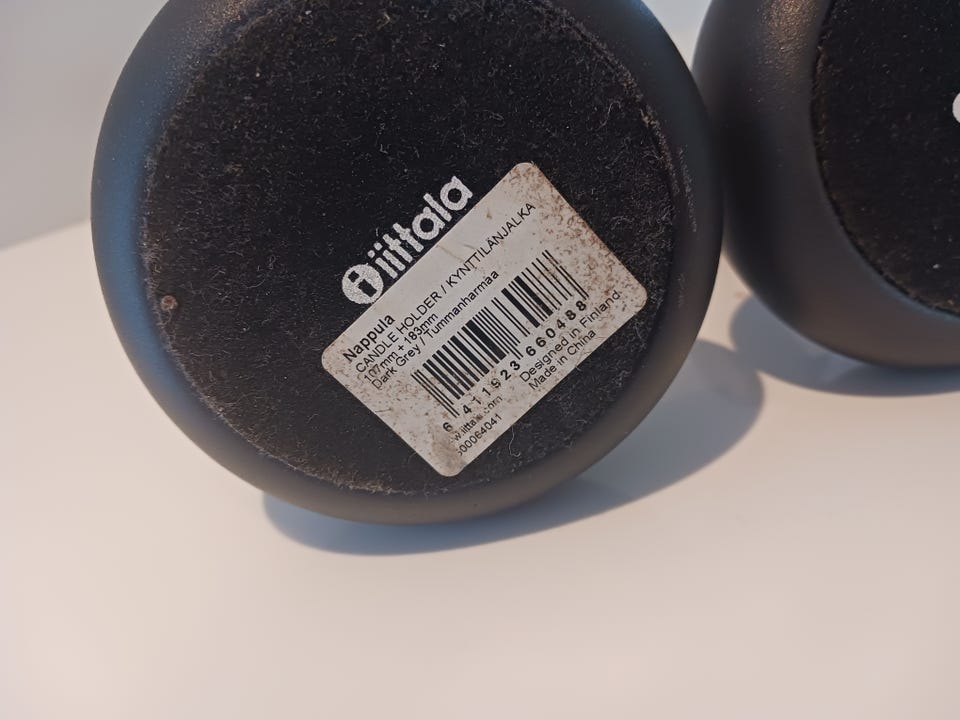 iittala
Nappula
CANDLE HOLDER / KYNTTILÄNJALKA
107mm + 183mm
Dark Grey / Tummanharmaa
6 411923 660488
Designed in Finland.
Made in China